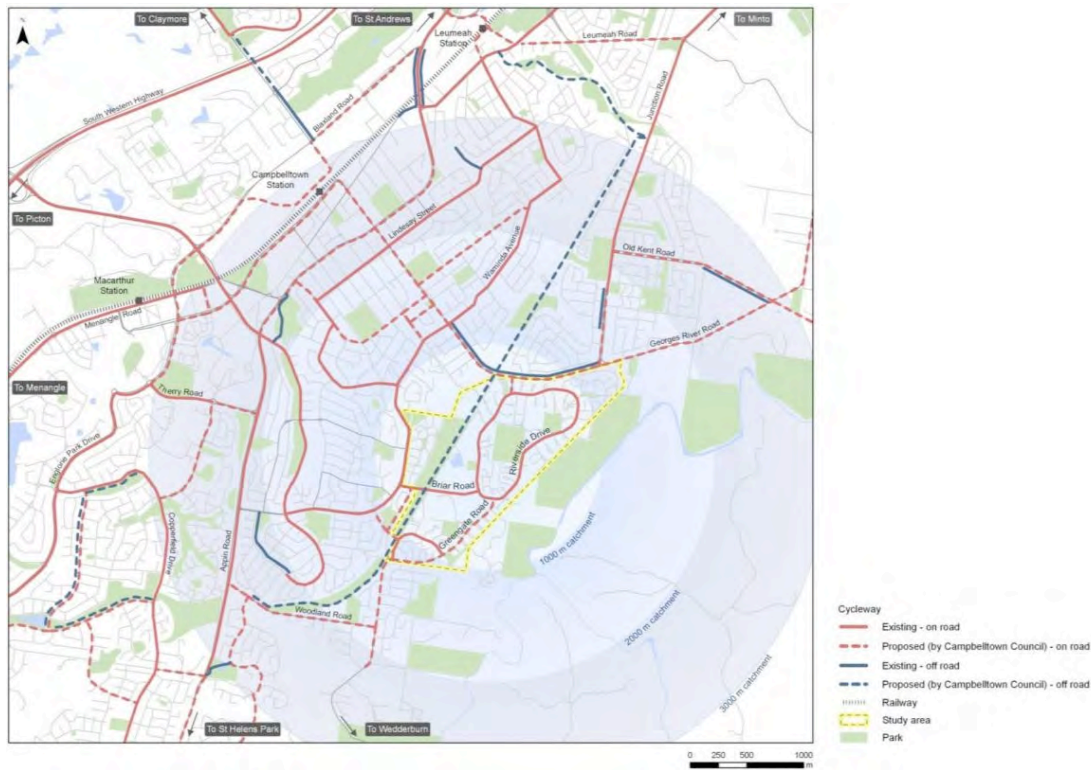 N
To Claymore
To St Andrews
Leumeah
Station
To Minto
Leumeah Road
South Western Highway
Blaxland Road
Junction Road
Campbelltown
Station
To Picton
Lindesay Street
Waminda Avenue
Old Kent Road
Macarthur
Station
Menangle Road
Georges River Road
To Menangle
Therry Road
Englorie Park Drive
Riverside Drive
Briar Road
Greengate Road
Copperfield Drive
Appin Road
1000 m catchment
Woodland Road
2000 m catchment
3000 m catchment
To St Helens Park
To Wedderburn
Cycleway
Existing - on road
Proposed (by Campbelltown Council) - on road
Existing - off road
Proposed (by Campbelltown Council) - off road
Railway
Study area
Park
0 250 500 1000
m